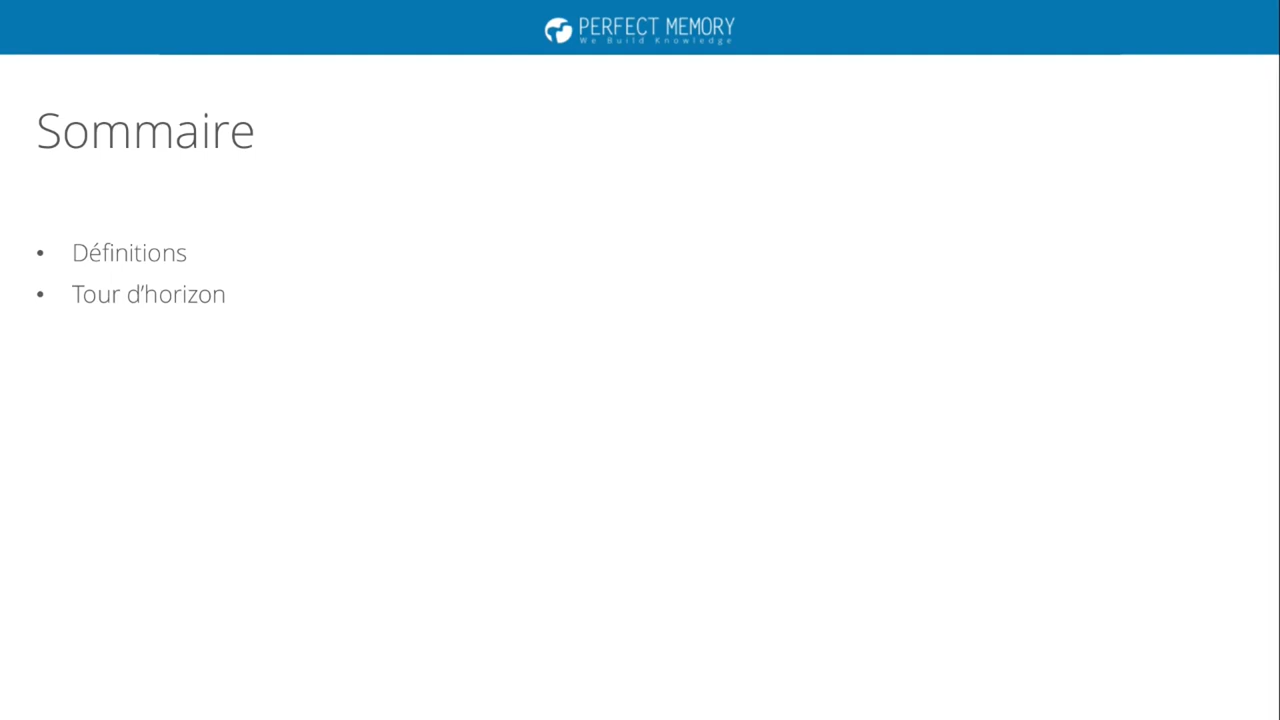 PERFECT MEMORY
We Build Knowledge
Sommaire
• Définitions
• Tour d’horizon